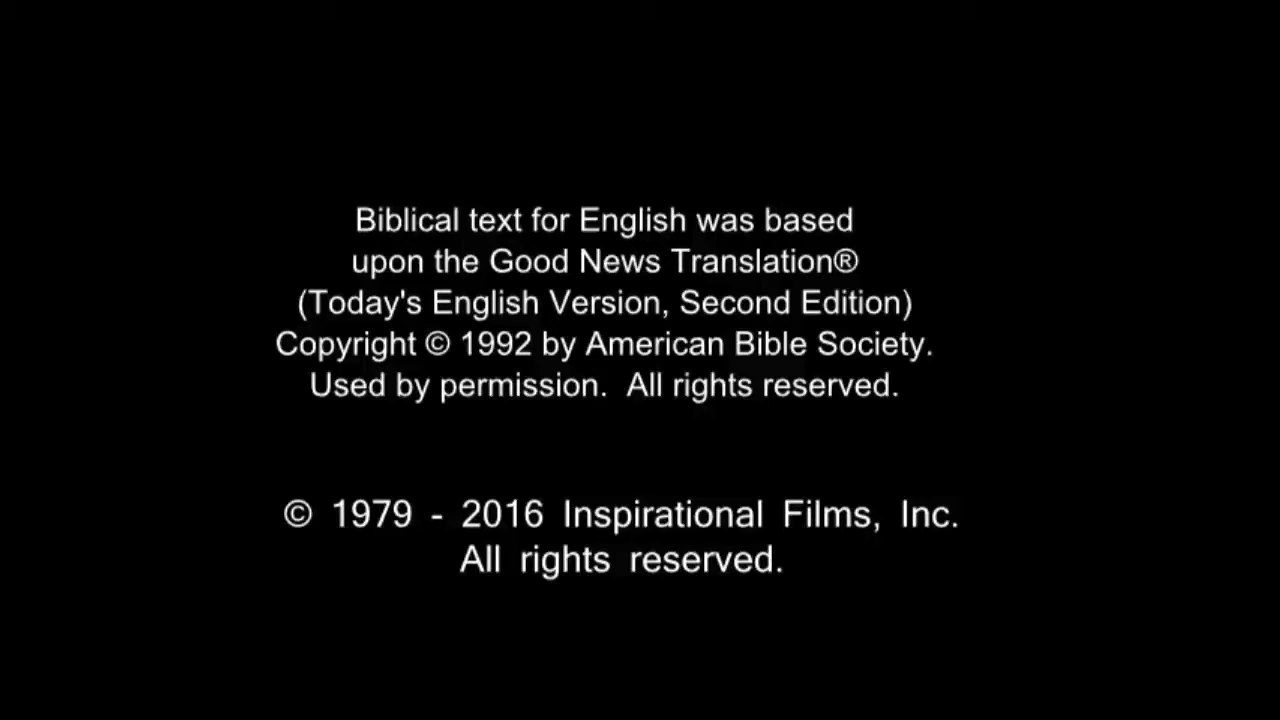 Biblical text for English was based
upon the Good News Translation®
(Today's English Version, Second Edition)
Copyright © 1992 by American Bible Society.
Used by permission.  All rights reserved.
© 1979 - 2016 Inspirational Films, Inc.
All rights reserved.